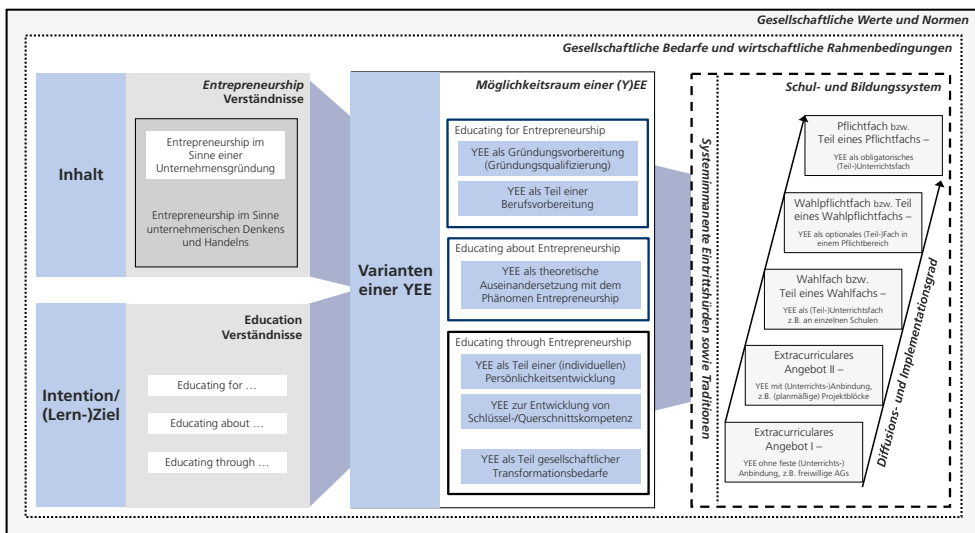 Gesellschaftliche Werte und Normen
Gesellschaftliche Bedarfe und wirtschaftliche Rahmenbedingungen
Inhalt
Entrepreneurship
Verständnisse
Entrepreneurship im
Sinne einer
Unternehmensgründung
Entrepreneurship im Sinne
unternehmerischen Denkens
und Handelns
Intention/
(Lern-)Ziel
Education
Verständnisse
Educating for ...
Educating about ...
Educating through ...
Varianten
einer YEE
Möglichkeitsraum einer (Y)EE
Educating for Entrepreneurship
YEE als Gründungsvorbereitung
(Gründungsqualifizierung)
YEE als Teil einer
Berufsvorbereitung
Educating about Entrepreneurship
YEE als theoretische
Auseinandersetzung mit dem
Phänomen Entrepreneurship
Educating through Entrepreneurship
YEE als Teil einer (individuellen)
Persönlichkeitsentwicklung
YEE zur Entwicklung von
Schlüssel-/Querschnittskompetenz
YEE als Teil gesellschaftlicher
Transformationsbedarfe
Systemimmanente Eintrittshürden sowie Traditionen
Schul- und Bildungssystem
Pflichtfach bzw.
Teil eines Pflichtfachs –
YEE als obligatorisches
(Teil-)Unterrichtsfach
Wahlpflichtfach bzw. Teil
eines Wahlpflichtfachs –
YEE als optionales (Teil-)Fach in
einem Pflichtbereich
Wahlfach bzw.
Teil eines Wahlfachs –
YEE als (Teil-)Unterrichtsfach
z.B. an einzelnen Schulen
Extracurriculares
Angebot II –
YEE mit (Unterrichts-)Anbindung,
z.B. (planmäßige) Projektblöcke
Extracurriculares
Angebot I –
YEE ohne feste (Unterrichts-)
Anbindung, z.B. freiwillige AGs
Diffusions- und Implementationsgrad